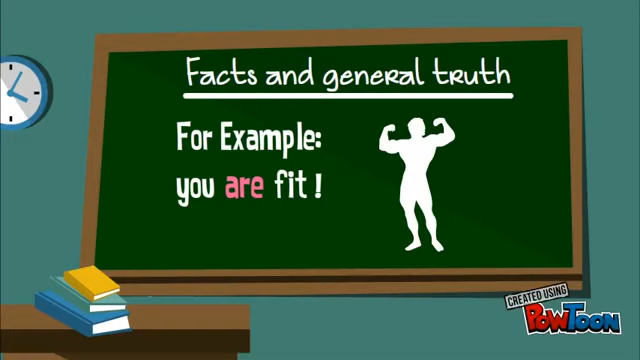 Facts and general truth
For Example:
you are fit !
CREATED USING
POWTOON